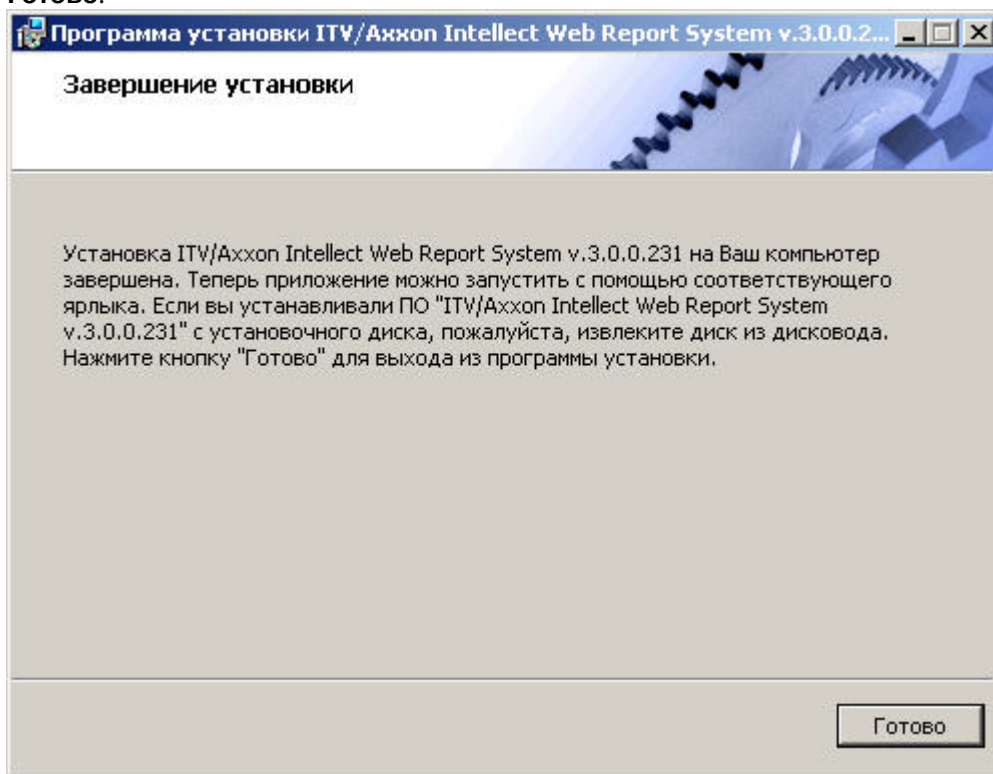 Готово.
Программа установки ITV/Axxon Intellect Web Report System v.3.0.0.2...
Завершение установки
Установка ITV/Axxon Intellect Web Report System v.3.0.0.231 на Ваш компьютер
завершена. Теперь приложение можно запустить с помощью соответствующего
ярлыка. Если вы устанавливали ПО "ITV/Axxon Intellect Web Report System
v.3.0.0.231" с установочного диска, пожалуйста, извлеките диск из дисковода.
Нажмите кнопку "Готово" для выхода из программы установки.
Готово